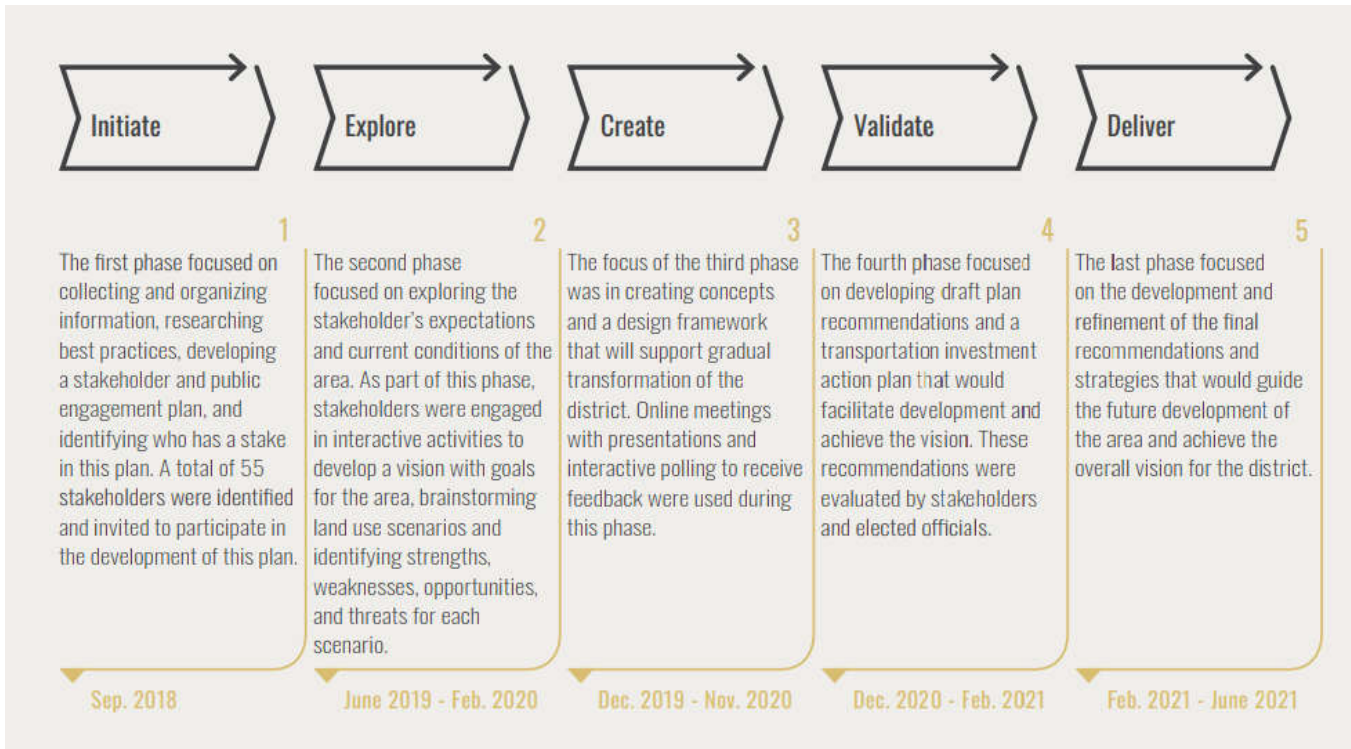 Initiate
Explore
Create
Validate
Deliver
1
The first phase focused on
collecting and organizing
information, researching
best practices, developing
a stakeholder and public
engagement plan, and
identifying who has a stake
in this plan. A total of 55
stakeholders were identified
and invited to participate in
the development of this plan.
Sep. 2018
2
The second phase
focused on exploring the
stakeholder's expectations
and current conditions of the
area. As part of this phase,
stakeholders were engaged
in interactive activities to
develop a vision with goals
for the area, brainstorming
land use scenarios and
identifying strengths,
weaknesses, opportunities,
and threats for each
scenario.
June 2019 - Feb. 2020
3
The focus of the third phase
was in creating concepts
and a design framework
that will support gradual
transformation of the
district. Online meetings
with presentations and
interactive polling to receive
feedback were used during
this phase.
Dec. 2019 - Nov. 2020
4
The fourth phase focused
on developing draft plan
recommendations and a
transportation investment
action plan that would
facilitate development and
achieve the vision. These
recommendations were
evaluated by stakeholders
and elected officials.
Dec. 2020 - Feb. 2021
5
The last phase focused
on the development and
refinement of the final
recommendations and
strategies that would guide
the future development of
the area and achieve the
overall vision for the district.
Feb. 2021 - June 2021